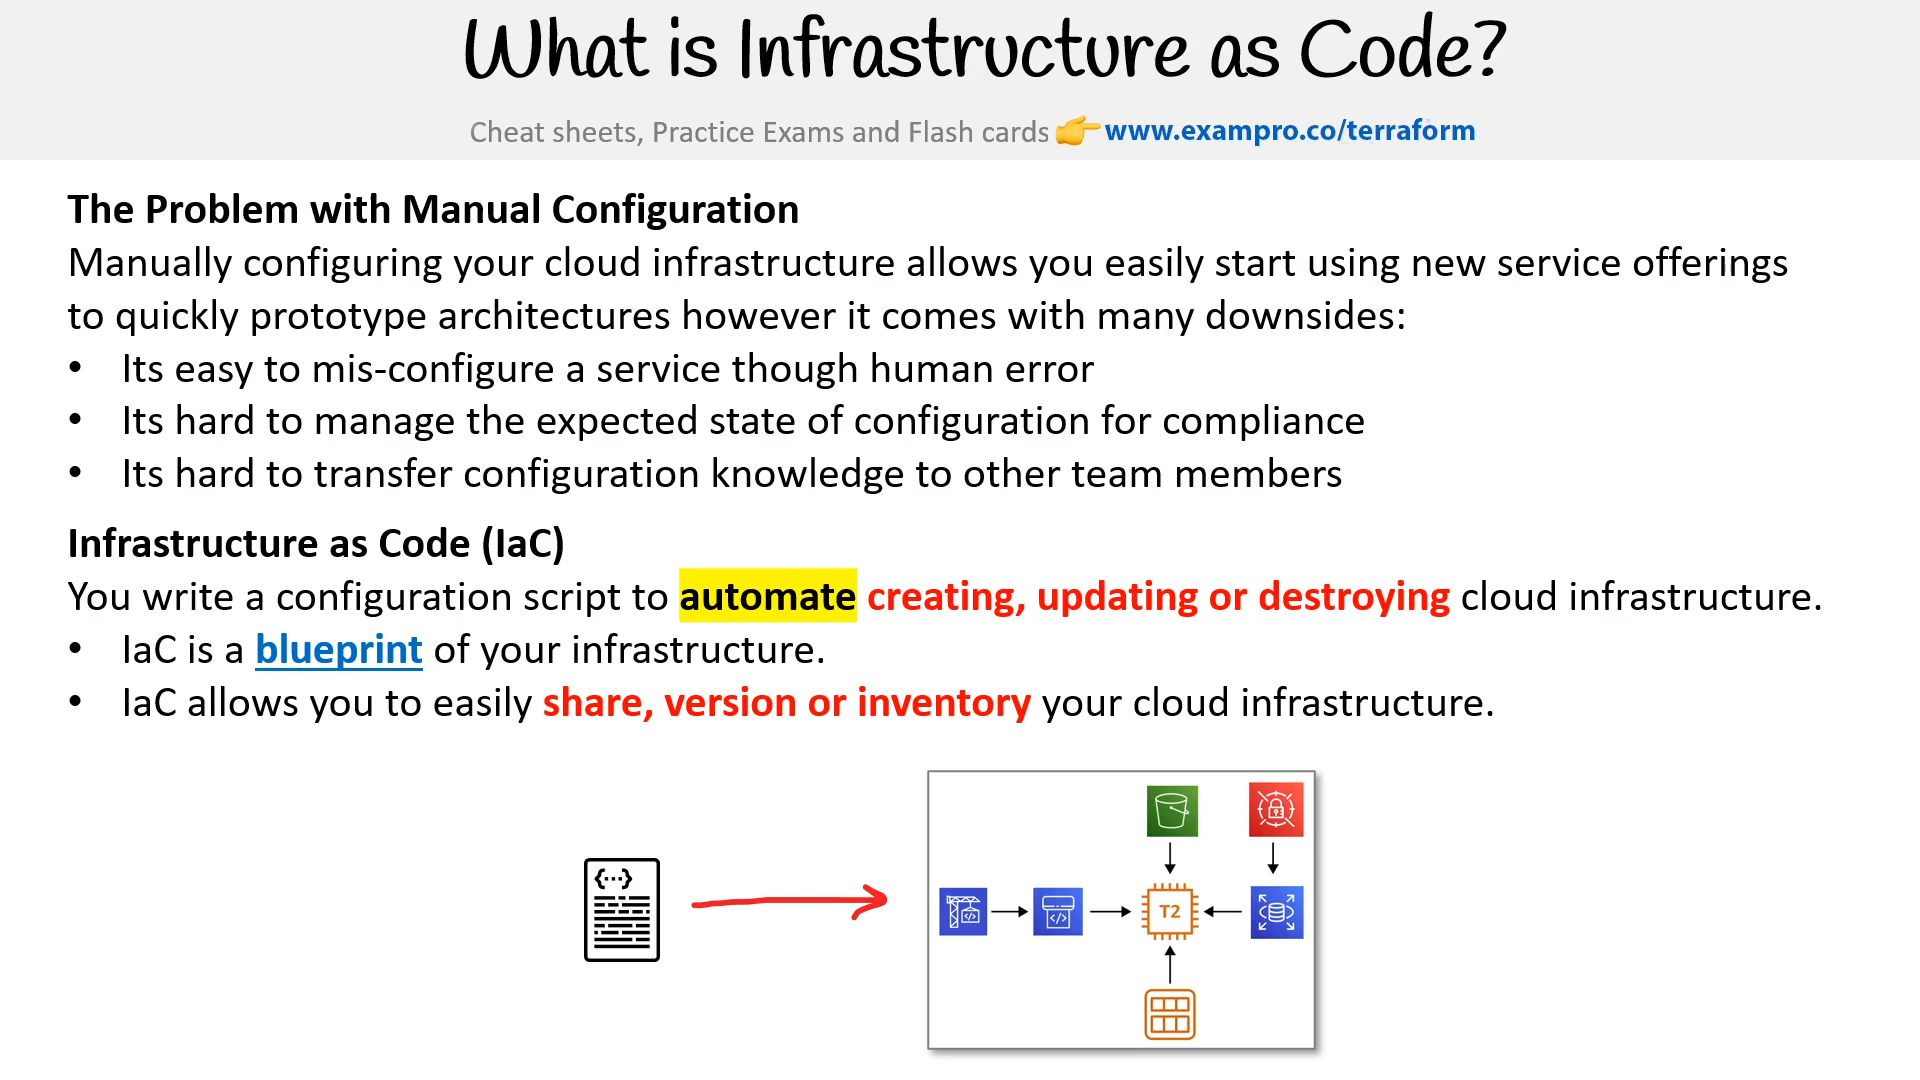 What is Infrastructure as Code?
Cheat sheets, Practice Exams and Flash cards 👉 www.exampro.co/terraform
The Problem with Manual Configuration
Manually configuring your cloud infrastructure allows you easily start using new service offerings
to quickly prototype architectures however it comes with many downsides:
• Its easy to mis-configure a service though human error
• Its hard to manage the expected state of configuration for compliance
• Its hard to transfer configuration knowledge to other team members
Infrastructure as Code (IaC)
You write a configuration script to automate creating, updating or destroying cloud infrastructure.
• IaC is a blueprint of your infrastructure.
• IaC allows you to easily share, version or inventory your cloud infrastructure.
{···}
</>
</>
T2